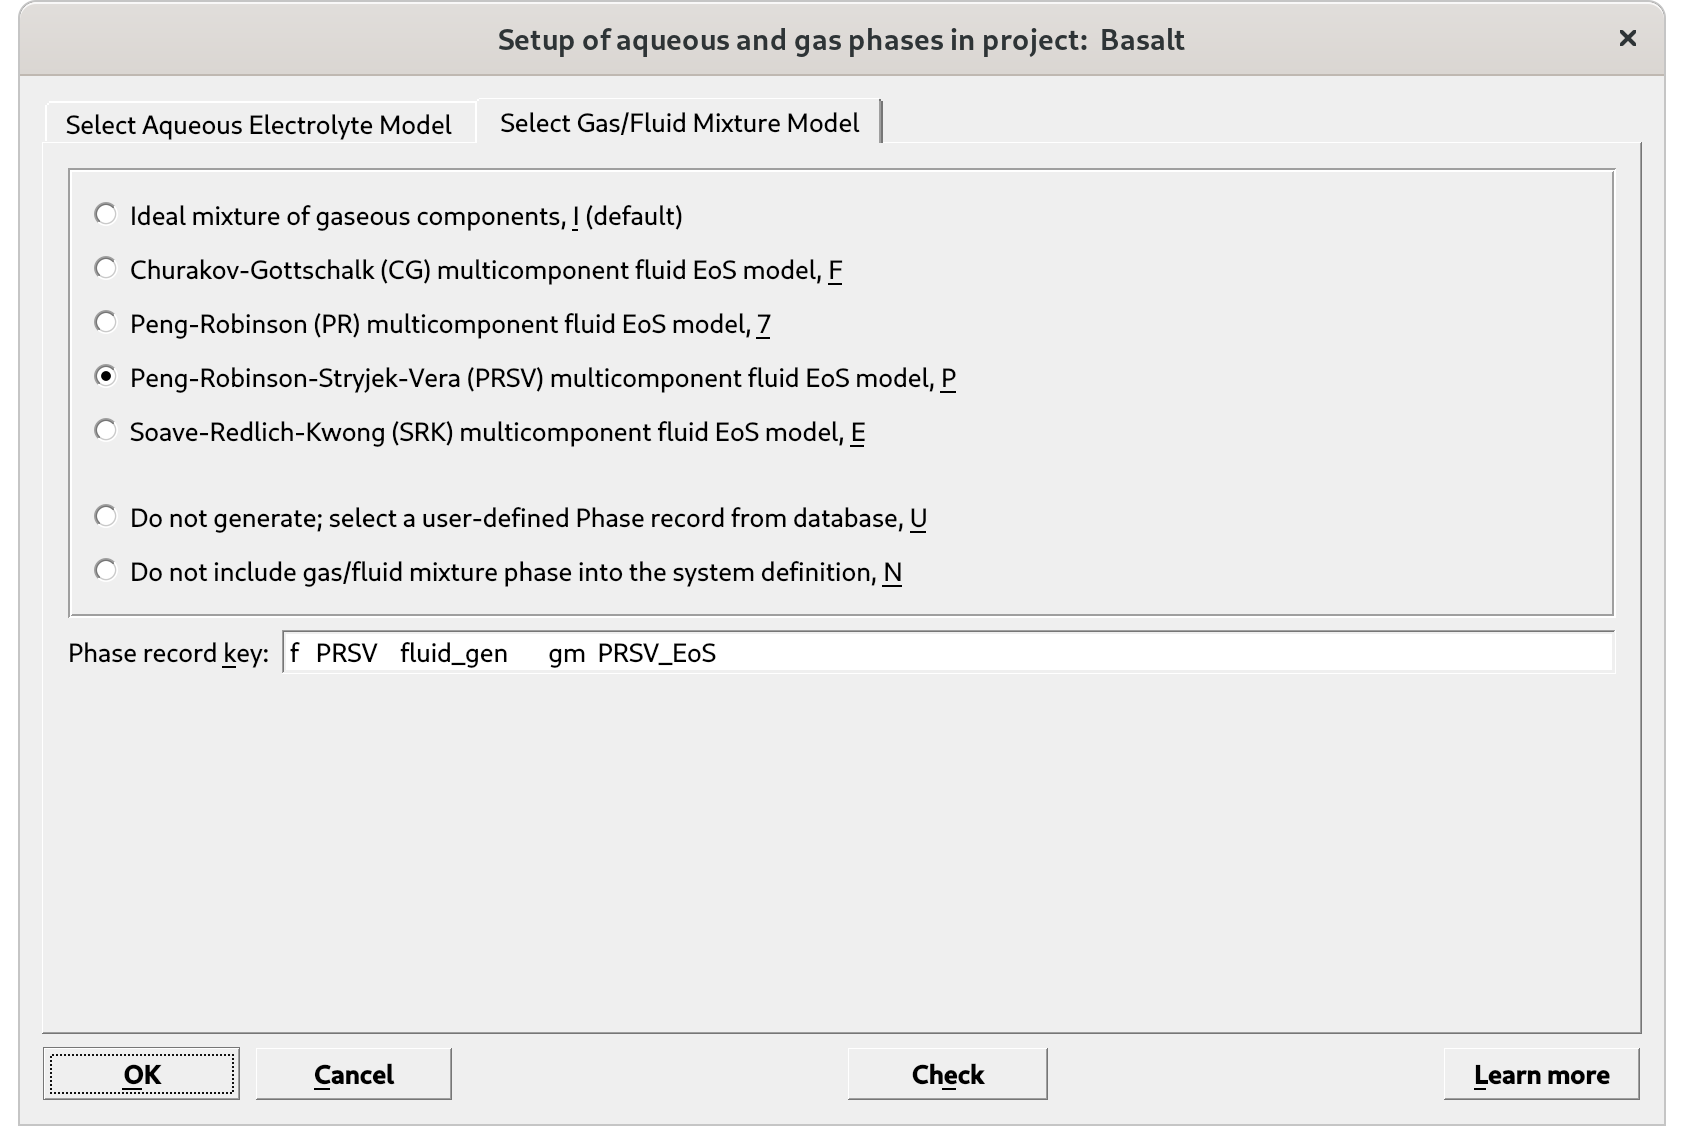 Setup of aqueous and gas phases in project: Basalt
Select Aqueous Electrolyte Model
Select Gas/Fluid Mixture Model
Ideal mixture of gaseous components, I (default)
Churakov-Gottschalk (CG) multicomponent fluid EoS model, F
Peng-Robinson (PR) multicomponent fluid EoS model, 7
Peng-Robinson-Stryjek-Vera (PRSV) multicomponent fluid EoS model, P
Soave-Redlich-Kwong (SRK) multicomponent fluid EoS model, E
Do not generate; select a user-defined Phase record from database, U
Do not include gas/fluid mixture phase into the system definition, N
Phase record key: f PRSV fluid_gen gm PRSV_EoS
OK
Cancel
Check
Learn more